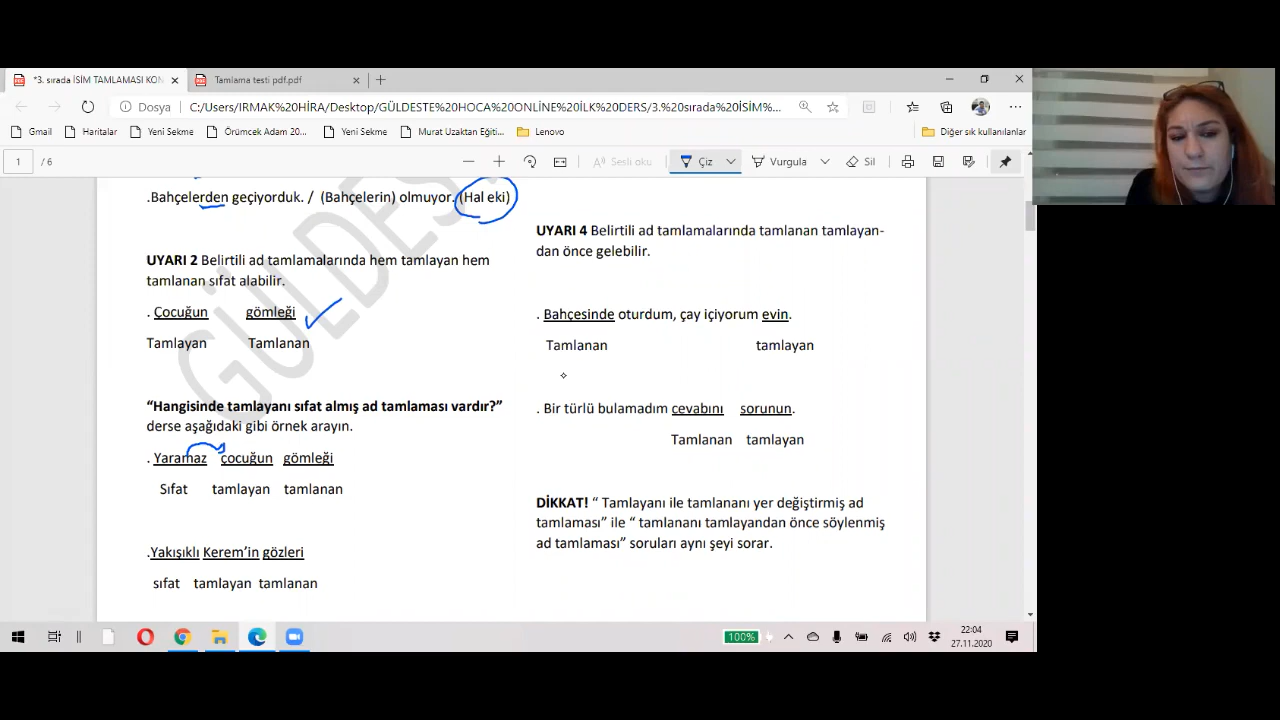 *3. sırada İSİM TAMLAMASI KON
Tamlama testi pdf.pdf
Dosya
C:/Users/IRMAK%20HİRA/Desktop/GÜLDESTE%20HOCA%20ONLİNE%20İLK%20DERS/3.%20sırada%20İSİM%...
Gmail
Haritalar
Yeni Sekme
Örümcek Adam 20...
Yeni Sekme
Murat Uzaktan Eğiti...
Lenovo
Diğer sık kullanılanlar
1 / 6
Sesli oku
Çiz
Vurgula
Sil
GÜLDES
.Bahçelerden geçiyorduk. / (Bahçelerin) olmuyor. (Hal eki)
UYARI 2 Belirtili ad tamlamalarında hem tamlayan hem
tamlanan sıfat alabilir.
. Çocuğun gömleği
Tamlayan Tamlanan
“Hangisinde tamlayanı sıfat almış ad tamlaması vardır?”
derse aşağıdaki gibi örnek arayın.
. Yaramaz çocuğun gömleği
Sıfat tamlayan tamlanan
.Yakışıklı Kerem’in gözleri
sıfat tamlayan tamlanan
UYARI 4 Belirtili ad tamlamalarında tamlanan tamlayan-
dan önce gelebilir.
. Bahçesinde oturdum, çay içiyorum evin.
Tamlanan tamlayan
. Bir türlü bulamadım cevabını sorunun.
Tamlanan tamlayan
DİKKAT! “ Tamlayanı ile tamlananı yer değiştirmiş ad
tamlaması” ile “ tamlananı tamlayandan önce söylenmiş
ad tamlaması” soruları aynı şeyi sorar.
100%
22:04
27.11.2020